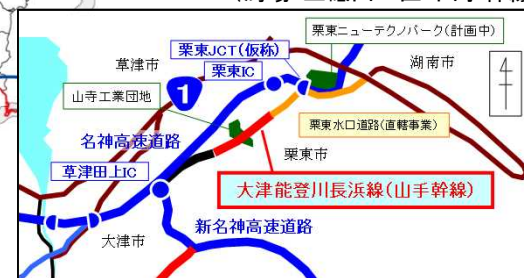 栗東ニューテクノパーク(計画中)
栗東JCT(仮称)
草津市
湖南市
栗東IC
山寺工業団地
1
栗東水口道路(直轄事業)
名神高速道路
栗東市
草津田上IC
大津能登川長浜線(山手幹線)
新名神高速道路
大津市